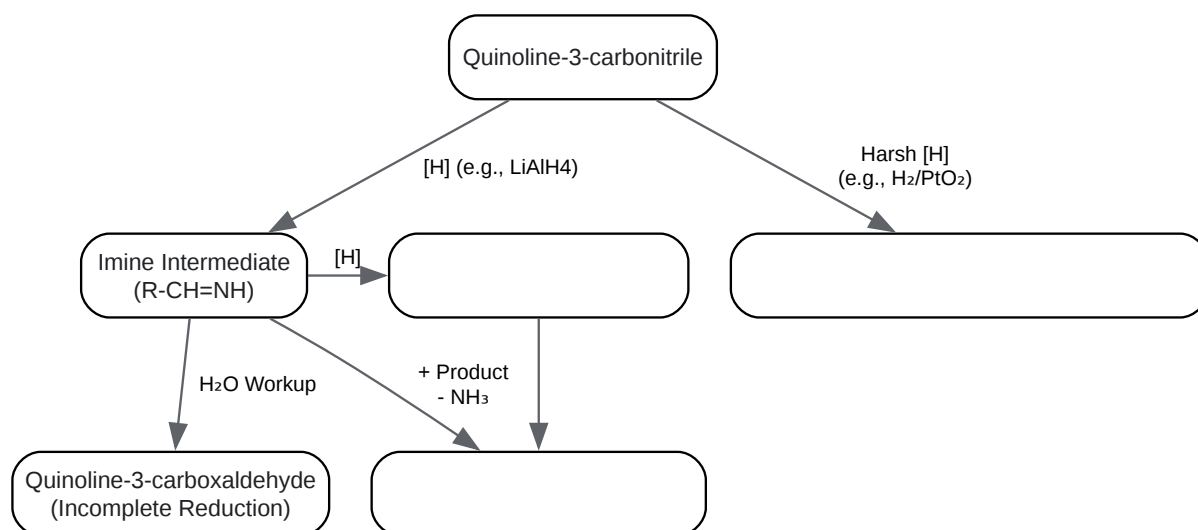 Quinoline-3-carbonitrile
[H] (e.g., LiAlH4)
Harsh [H]
(e.g., H₂/PtO₂)
Imine Intermediate
(R-CH=NH)
[H]
H₂O Workup
+ Product
- NH₃
Quinoline-3-carboxaldehyde
(Incomplete Reduction)